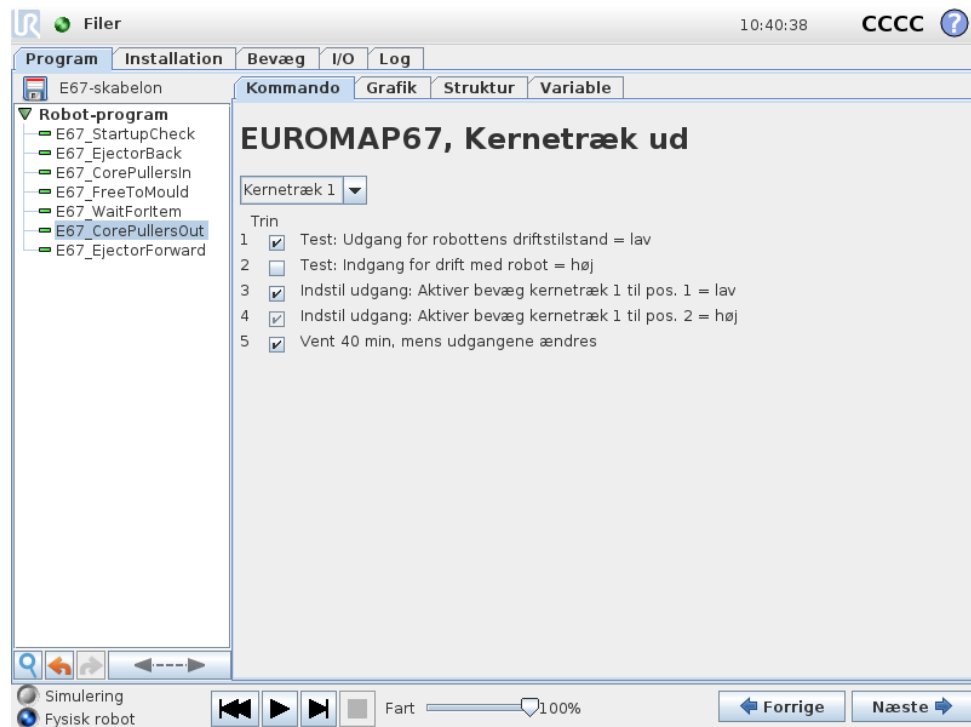 UR Filer 10:40:38 CCCC ?
Program Installation Bevæg I/O Log
E67-skabelon
Kommando Grafik Struktur Variable
Robot-program
E67_StartupCheck
E67_EjectorBack
E67_CorePullersIn
E67_FreeToMould
E67_WaitForItem
E67_CorePullersOut
E67_EjectorForward
EUROMAP67, Kernetræk ud
Kernetræk 1
Trin
1 Test: Udgang for robottens driftstilstand = lav
2 Test: Indgang for drift med robot = høj
3 Indstil udgang: Aktiver bevæg kernetræk 1 til pos. 1 = lav
4 Indstil udgang: Aktiver bevæg kernetræk 1 til pos. 2 = høj
5 Vent 40 min, mens udgangene ændres
Simulering
Fysisk robot
Fart 100%
Forrige Næste